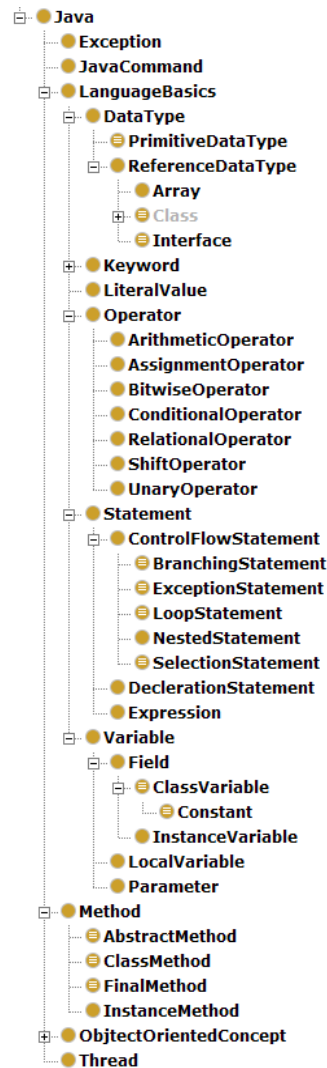 Java
Exception
JavaCommand
LanguageBasics
DataType
PrimitiveDataType
ReferenceDataType
Array
Class
Interface
Keyword
LiteralValue
Operator
ArithmeticOperator
AssignmentOperator
BitwiseOperator
ConditionalOperator
RelationalOperator
ShiftOperator
UnaryOperator
Statement
ControlFlowStatement
BranchingStatement
ExceptionStatement
LoopStatement
NestedStatement
SelectionStatement
DeclerationStatement
Expression
Variable
Field
ClassVariable
Constant
InstanceVariable
LocalVariable
Parameter
Method
AbstractMethod
ClassMethod
FinalMethod
InstanceMethod
ObjtectOrientedConcept
Thread